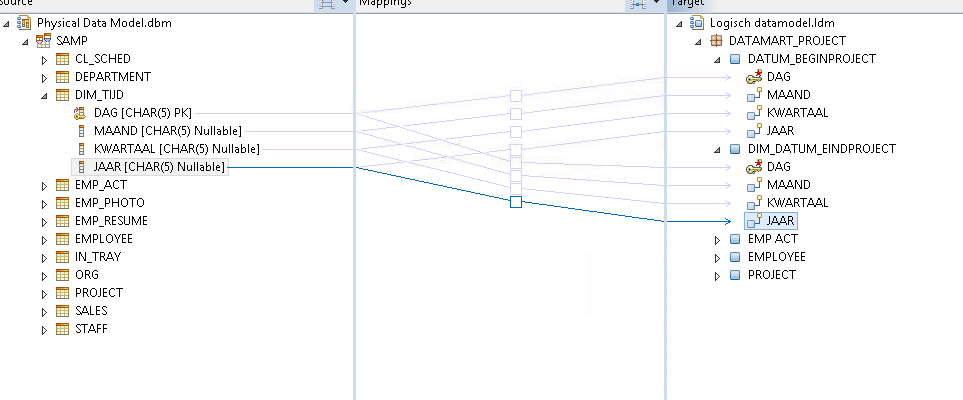 Source
Mappings
Target
Physical Data Model.dbm
SAMP
CL_SCHED
DEPARTMENT
DIM_TIJD
DAG [CHAR(5) PK]
MAAND [CHAR(5) Nullable]
KWARTAAL [CHAR(5) Nullable]
JAAR [CHAR(5) Nullable]
EMP_ACT
EMP_PHOTO
EMP_RESUME
EMPLOYEE
IN_TRAY
ORG
PROJECT
SALES
STAFF
Logisch datamodel.ldm
DATAMART_PROJECT
DATUM_BEGINPROJECT
DAG
MAAND
KWARTAAL
JAAR
DIM_DATUM_EINDPROJECT
DAG
MAAND
KWARTAAL
JAAR
EMP ACT
EMPLOYEE
PROJECT